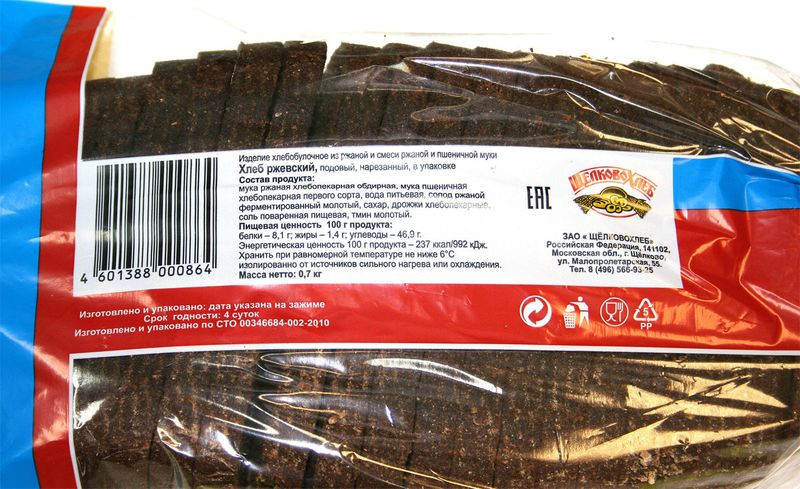 Изделие хлебобулочное из ржаной и смеси ржаной и пшеничной муки
Хлеб ржевский, подовый, нарезанный, в упаковке
Состав продукта:
мука ржаная хлебопекарная обдирная, мука пшеничная
хлебопекарная первого сорта, вода питьевая, солод ржаной
ферментированный молотый, сахар, дрожжи хлебопекарные,
соль поваренная пищевая, тмин молотый.
Пищевая ценность 100 г продукта:
белки – 8,1 г; жиры – 1,4 г; углеводы – 46,9 г.
Энергетическая ценность 100 г продукта – 237 ккал/992 кДж.
Хранить при равномерной температуре не ниже 6°С
изолированно от источников сильного нагрева или охлаждения.
Масса нетто: 0,7 кг
4 601388 000864
ЕАС
ЩЁЛКОВОХЛЕБ
ЗАО « ЩЁЛКОВОХЛЕБ»
Российская Федерация, 141102,
Московская обл., г. Щёлково,
ул. Малопролетарская, 55.
Тел. 8 (496) 566-93-25
Изготовлено и упаковано: дата указана на зажиме
Срок годности: 4 суток
Изготовлено и упаковано по СТО 00346684-002-2010
5
PP